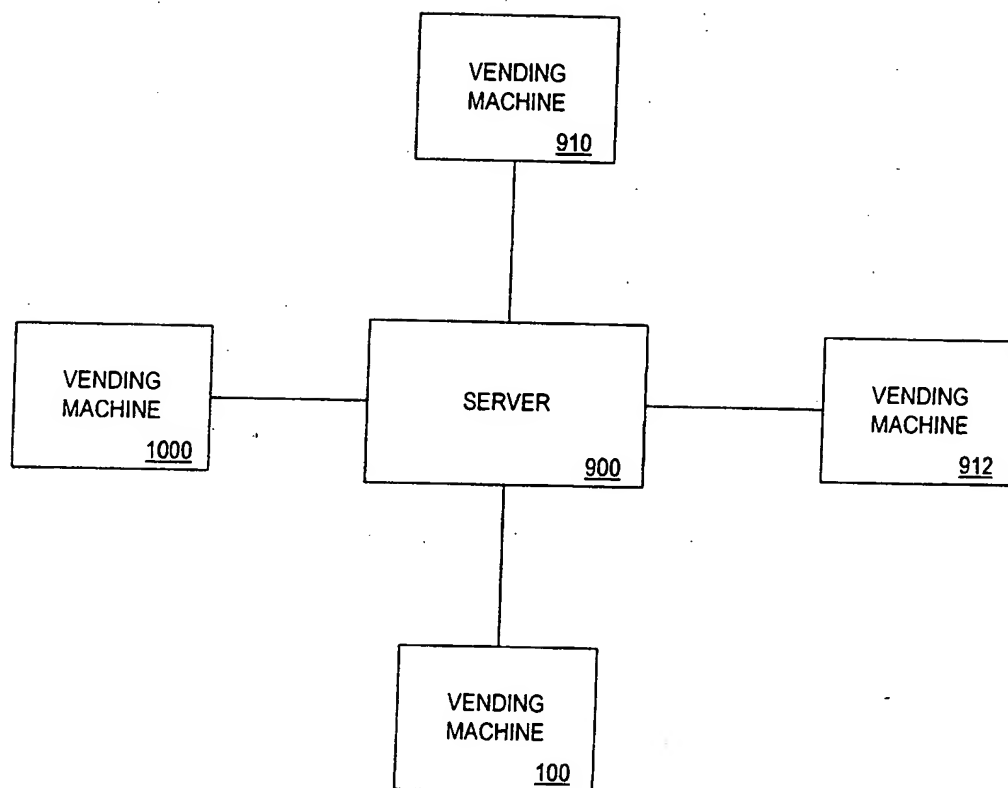 VENDING
MACHINE
910
VENDING
MACHINE
1000
SERVER
900
VENDING
MACHINE
912
VENDING
MACHINE
100